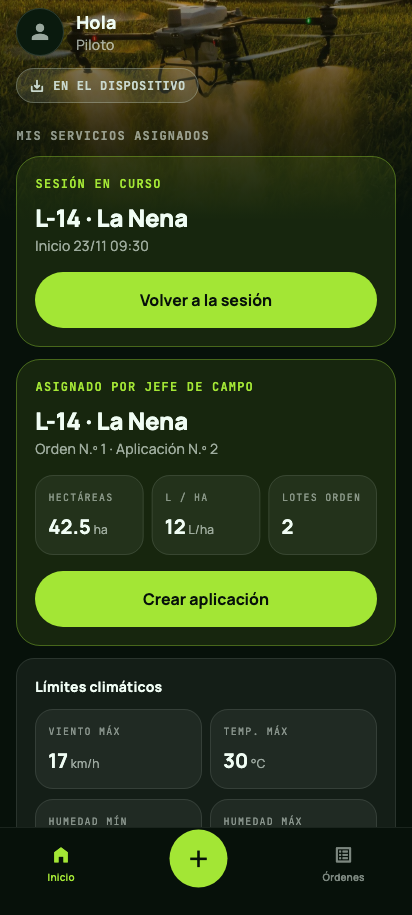 Hola
Piloto
EN EL DISPOSITIVO
MIS SERVICIOS ASIGNADOS
SESIÓN EN CURSO
L-14 · La Nena
Inicio 23/11 09:30
Volver a la sesión
ASIGNADO POR JEFE DE CAMPO
L-14 · La Nena
Orden N.º 1 · Aplicación N.º 2
HECTÁREAS
42.5 ha
L / HA
12 L/ha
LOTES ORDEN
2
Crear aplicación
Límites climáticos
VIENTO MÁX
17 km/h
TEMP. MÁX
30 °C
HUMEDAD MÍN
HUMEDAD MÁX
Inicio
+
Órdenes